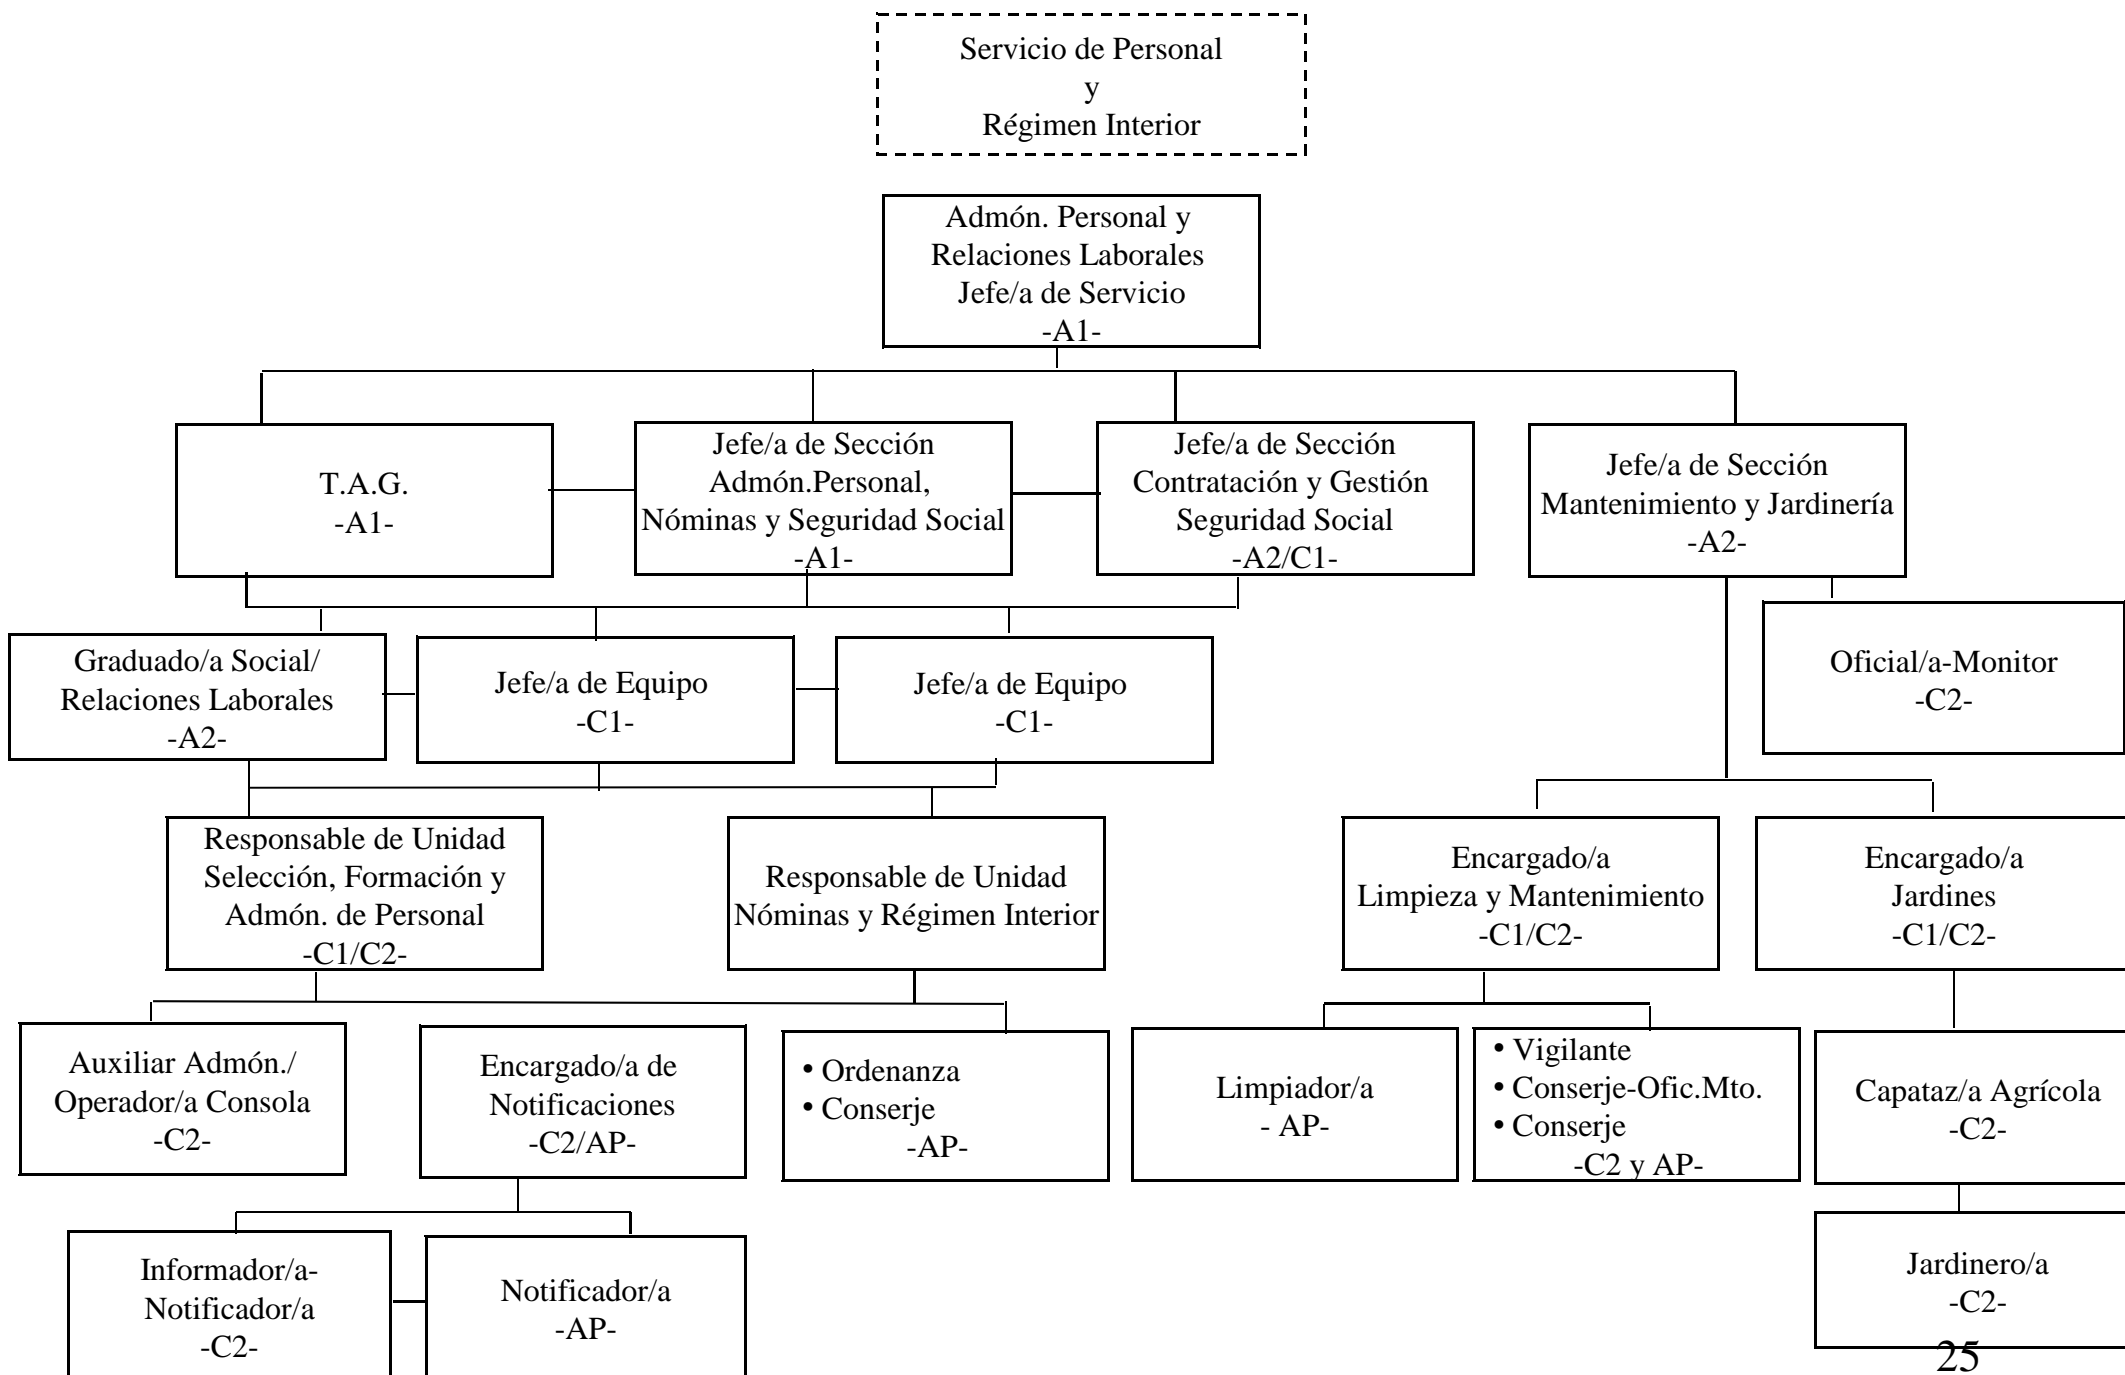 Servicio de Personal
y
Régimen Interior
Admón. Personal y
Relaciones Laborales
Jefe/a de Servicio
-A1-
T.A.G.
-A1-
Jefe/a de Sección
Admón.Personal,
Nóminas y Seguridad Social
-A1-
Jefe/a de Sección
Contratación y Gestión
Seguridad Social
-A2/C1-
Jefe/a de Sección
Mantenimiento y Jardinería
-A2-
Graduado/a Social/
Relaciones Laborales
-A2-
Jefe/a de Equipo
-C1-
Jefe/a de Equipo
-C1-
Oficial/a-Monitor
-C2-
Responsable de Unidad
Selección, Formación y
Admón. de Personal
-C1/C2-
Responsable de Unidad
Nóminas y Régimen Interior
Encargado/a
Limpieza y Mantenimiento
-C1/C2-
Encargado/a
Jardines
-C1/C2-
Auxiliar Admón./
Operador/a Consola
-C2-
Encargado/a de
Notificaciones
-C2/AP-
• Ordenanza
• Conserje
-AP-
Limpiador/a
- AP-
• Vigilante
• Conserje-Ofic.Mto.
• Conserje
-C2 y AP-
Capataz/a Agrícola
-C2-
Informador/a-
Notificador/a
-C2-
Notificador/a
-AP-
Jardinero/a
-C2-
25